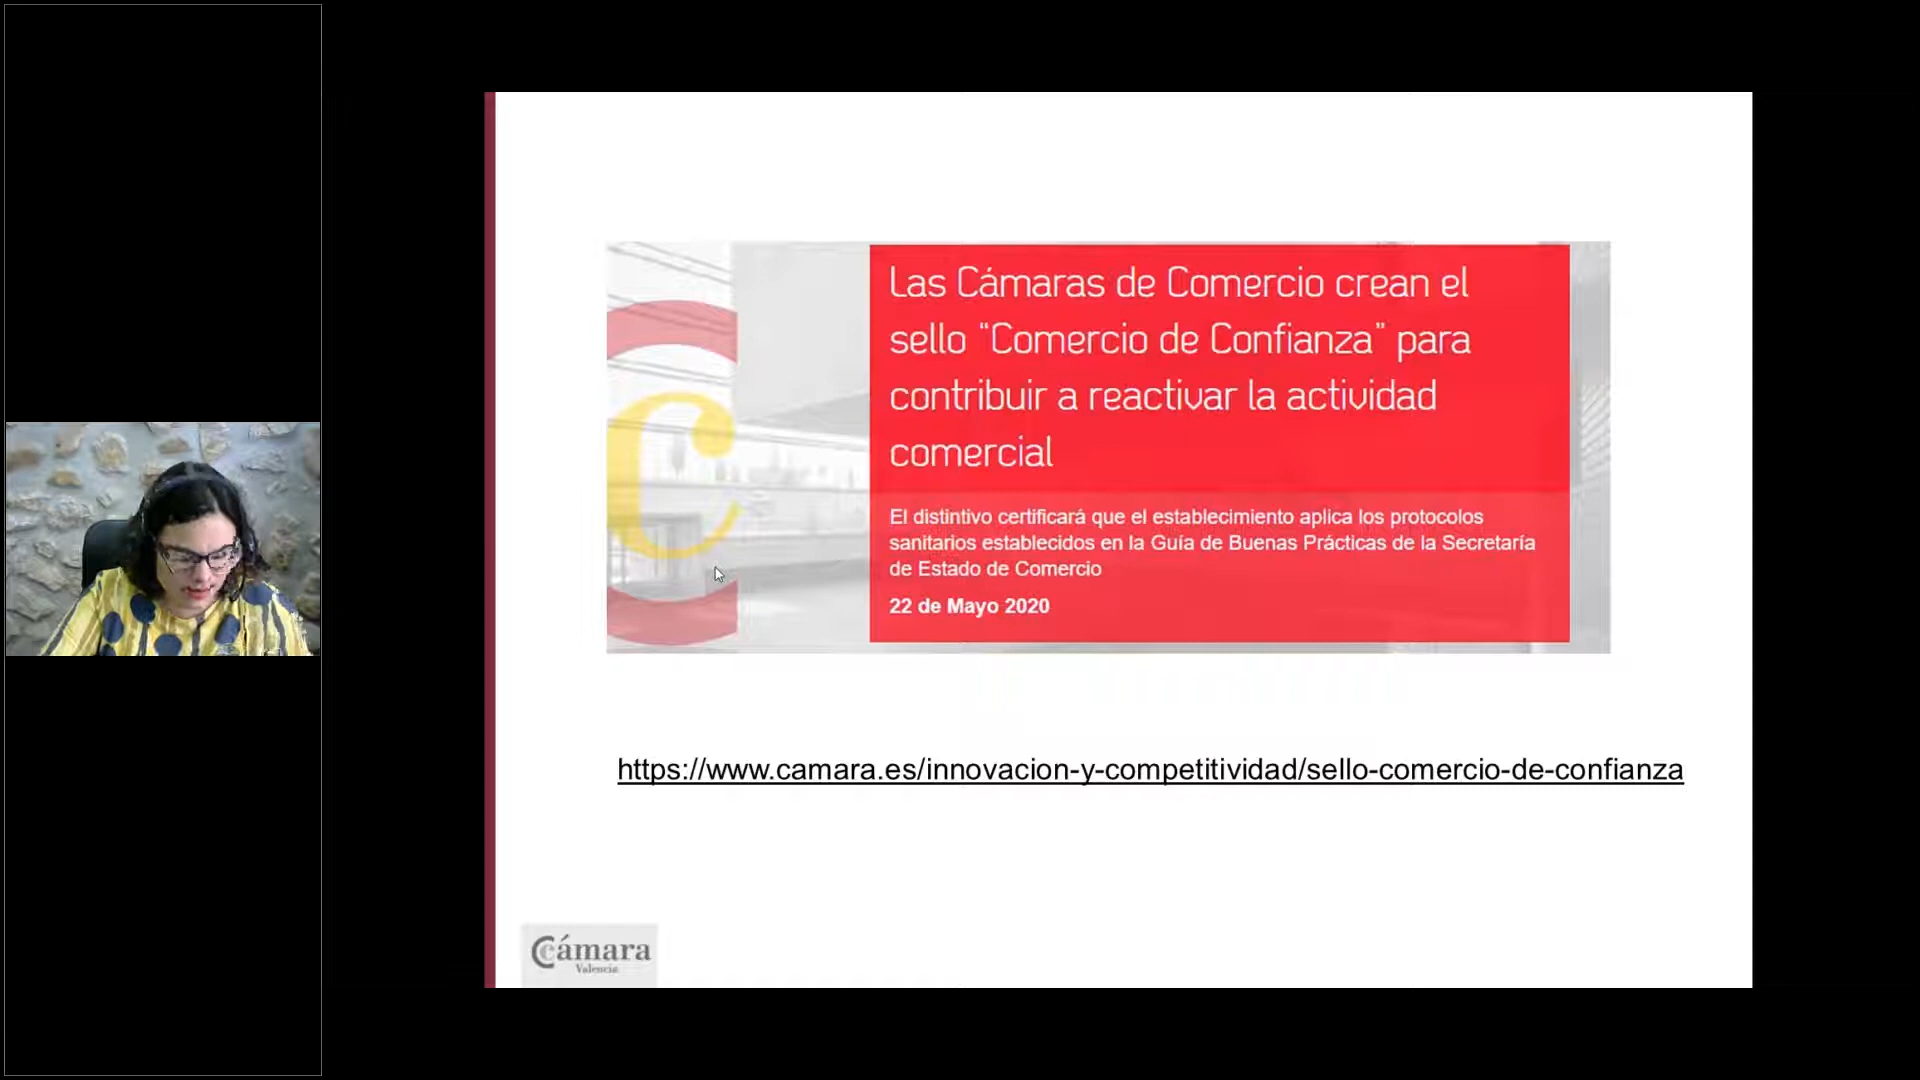 Las Cámaras de Comercio crean el
sello “Comercio de Confianza” para
contribuir a reactivar la actividad
comercial
El distintivo certificará que el establecimiento aplica los protocolos
sanitarios establecidos en la Guía de Buenas Prácticas de la Secretaría
de Estado de Comercio
22 de Mayo 2020
https://www.camara.es/innovacion-y-competitividad/sello-comercio-de-confianza
Cámara
Valencia